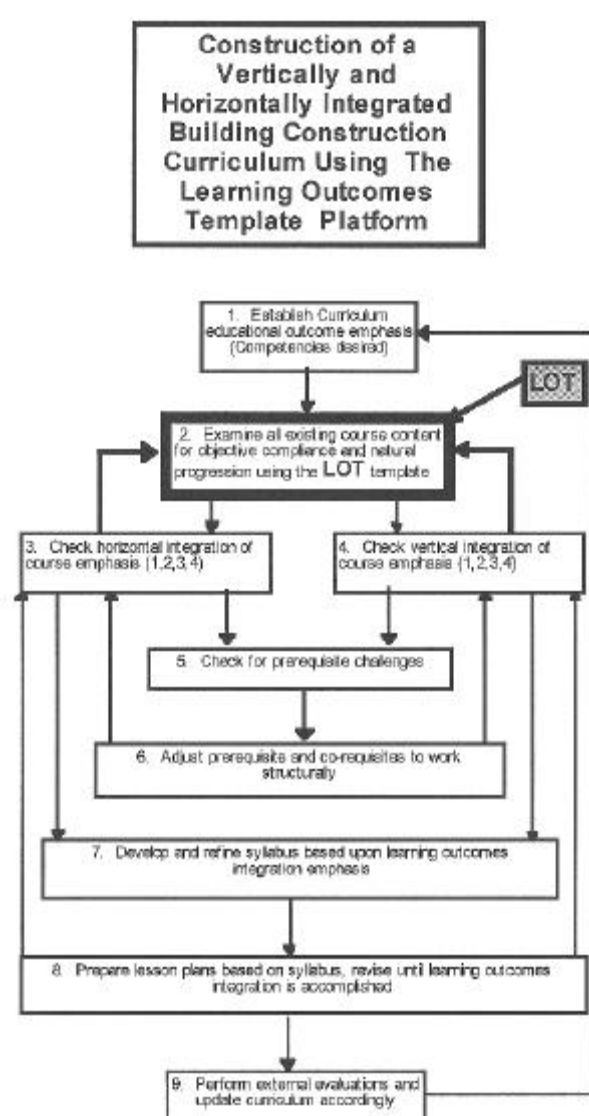 Construction of a
Vertically and
Horizontally Integrated
Building Construction
Curriculum Using The
Learning Outcomes
Template Platform
1. Establish Curriculum
educational outcome emphasis
(Competencies desired)
LOT
2. Examine all existing course content
for objective compliance and natural
progression using the LOT template
3. Check horizontal integration of
course emphasis (1,2,3,4)
4. Check vertical integration of
course emphasis (1,2,3,4)
5. Check for prerequisite challenges
6. Adjust prerequisite and co-requisites to work
structurally
7. Develop and refine syllabus based upon learning outcomes
integration emphasis
8. Prepare lesson plans based on syllabus, revise until learning outcomes
integration is accomplished
9. Perform external evaluations and
update curriculum accordingly